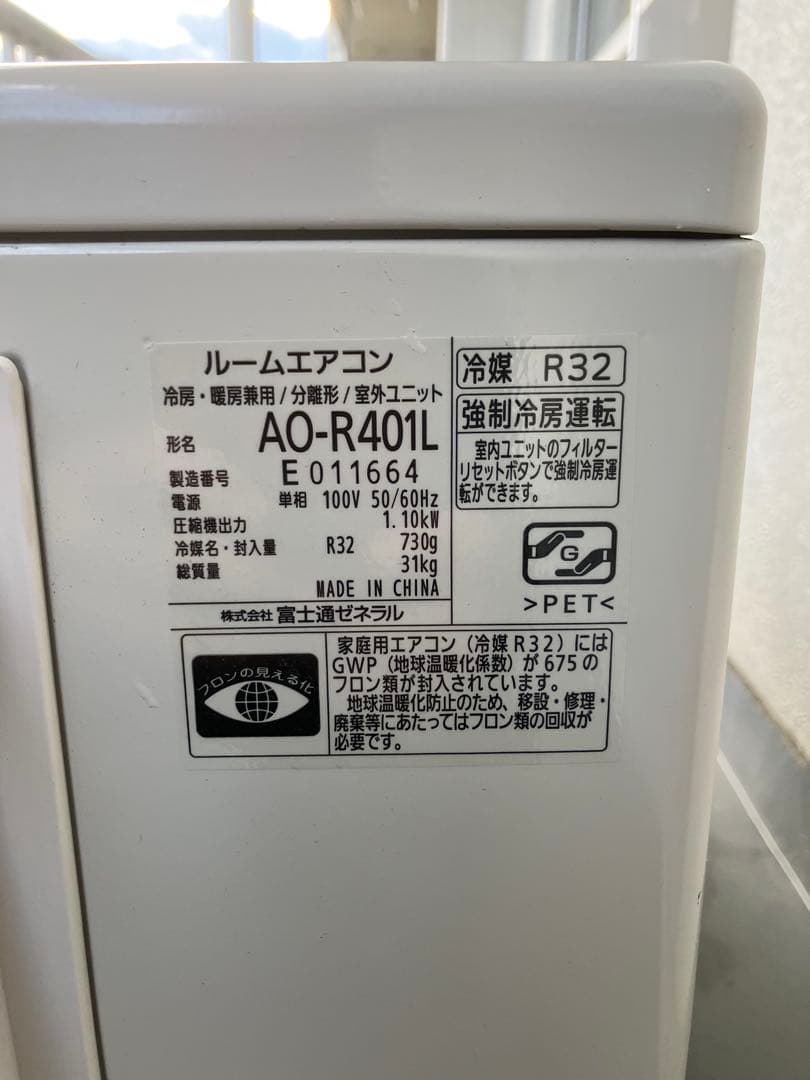 ルームエアコン
冷房・暖房兼用/分離形/室外ユニット
形名 AO-R401L
製造番号 E 011664
電源 単相 100V 50/60Hz
圧縮機出力 1.10kW
冷媒名・封入量 R32 730g
総質量 31kg
MADE IN CHINA
株式会社 富士通ゼネラル
冷媒 R32
強制冷房運転
室内ユニットのフィルター
リセットボタンで強制冷房運
転ができます。
G
>PET<
フロンの見える化
家庭用エアコン(冷媒R32)には
GWP(地球温暖化係数)が675の
フロン類が封入されています。
地球温暖化防止のため、移設・修理・
廃棄等にあたってはフロン類の回収が
必要です。